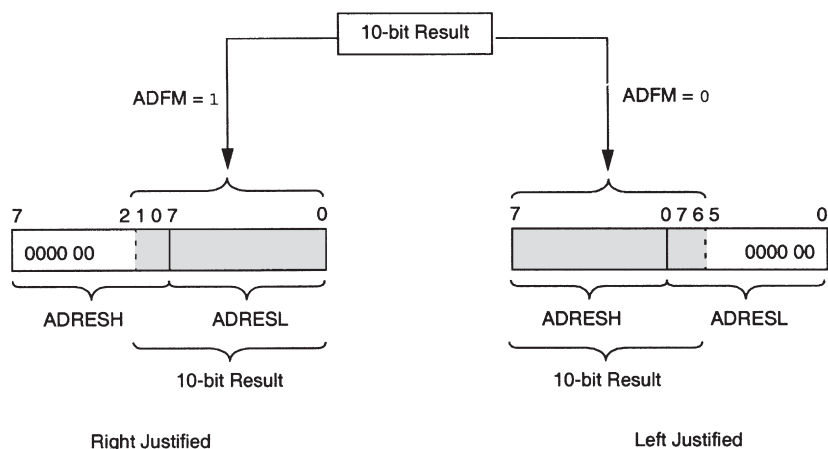 10-bit Result
ADFM = 1
ADFM = 0
7 2 1 0 7 0
7 0 7 6 5 0
0000 00
0000 00
ADRESH ADRESL
ADRESH ADRESL
10-bit Result
10-bit Result
Right Justified
Left Justified